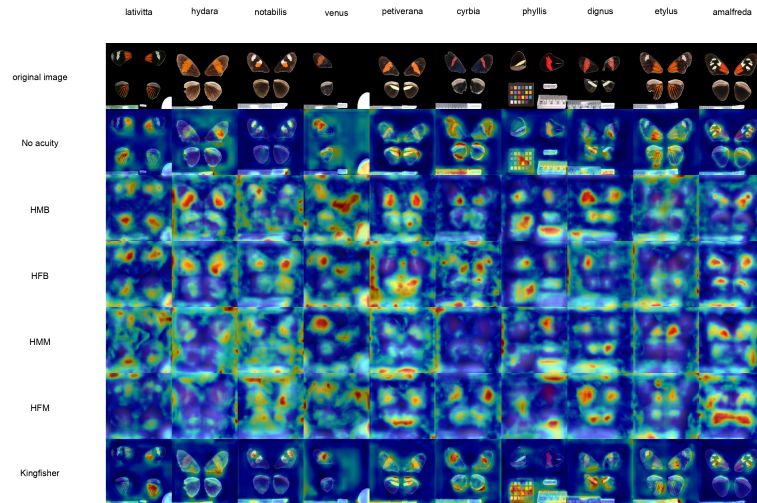 lativitta hydara notabilis venus petiverana cyrbia phyllis dignus etylus amalfreda
original image
No acuity
HMB
HFB
HMM
HFM
Kingfisher